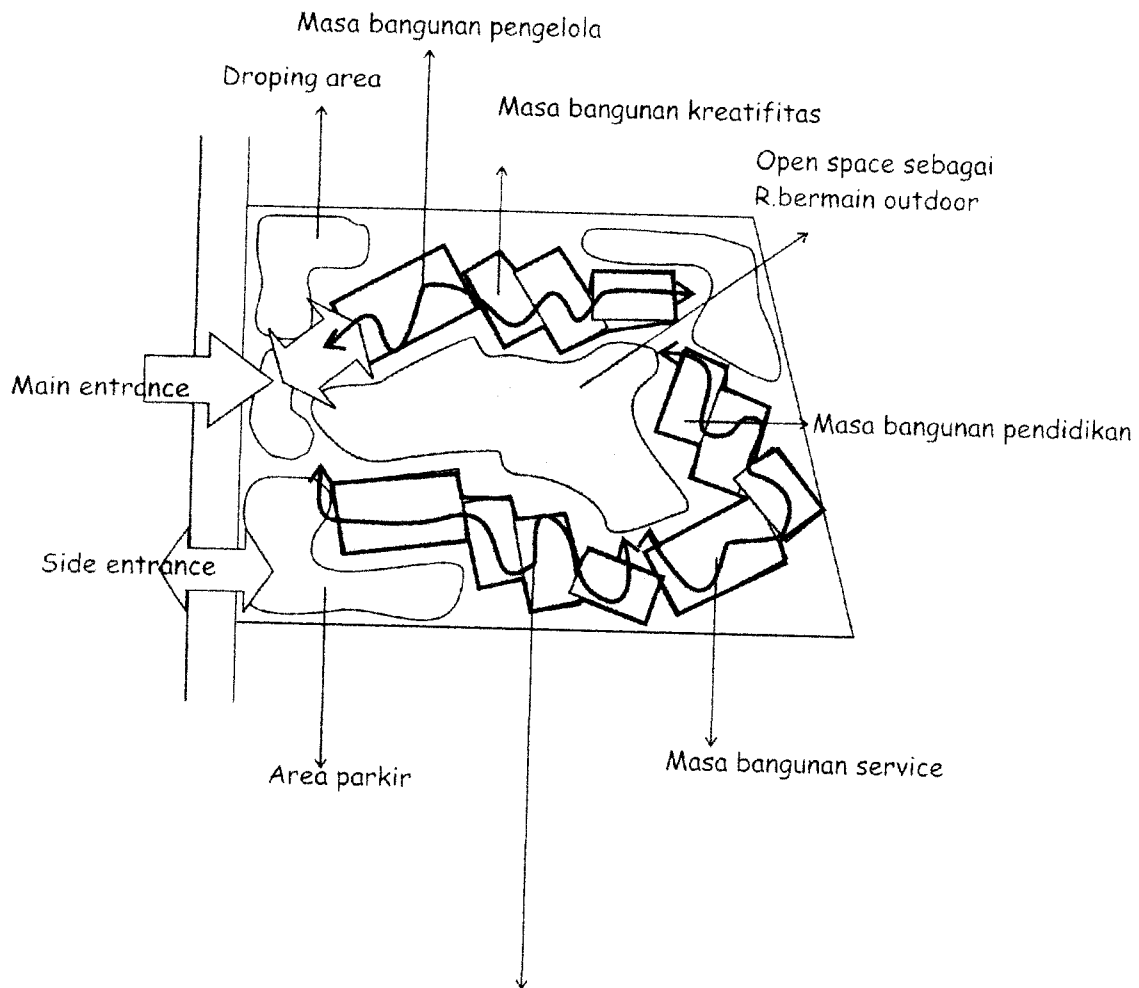 Masa bangunan pengelola
Droping area
Masa bangunan kreatifitas
Open space sebagai
R.bermain outdoor
Main entrance
Masa bangunan pendidikan
Side entrance
Area parkir
Masa bangunan service